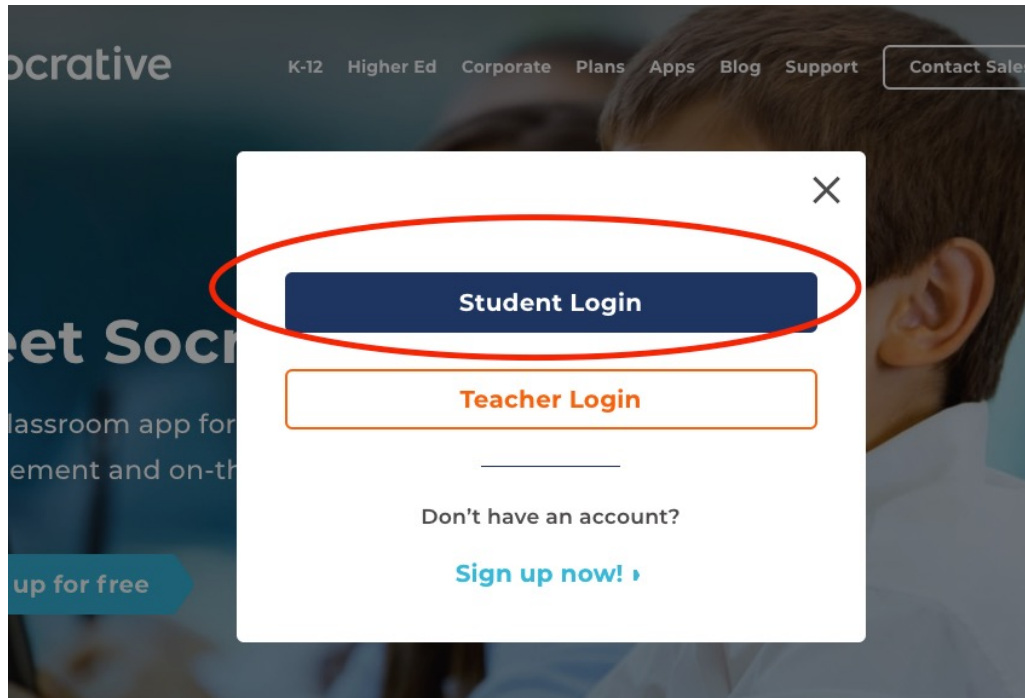 ocrative
K-12 Higher Ed Corporate Plans Apps Blog Support Contact Sales
Student Login
eet Socr
Teacher Login
lassroom app for
ement and on-th
Don’t have an account?
Sign up now!
up for free